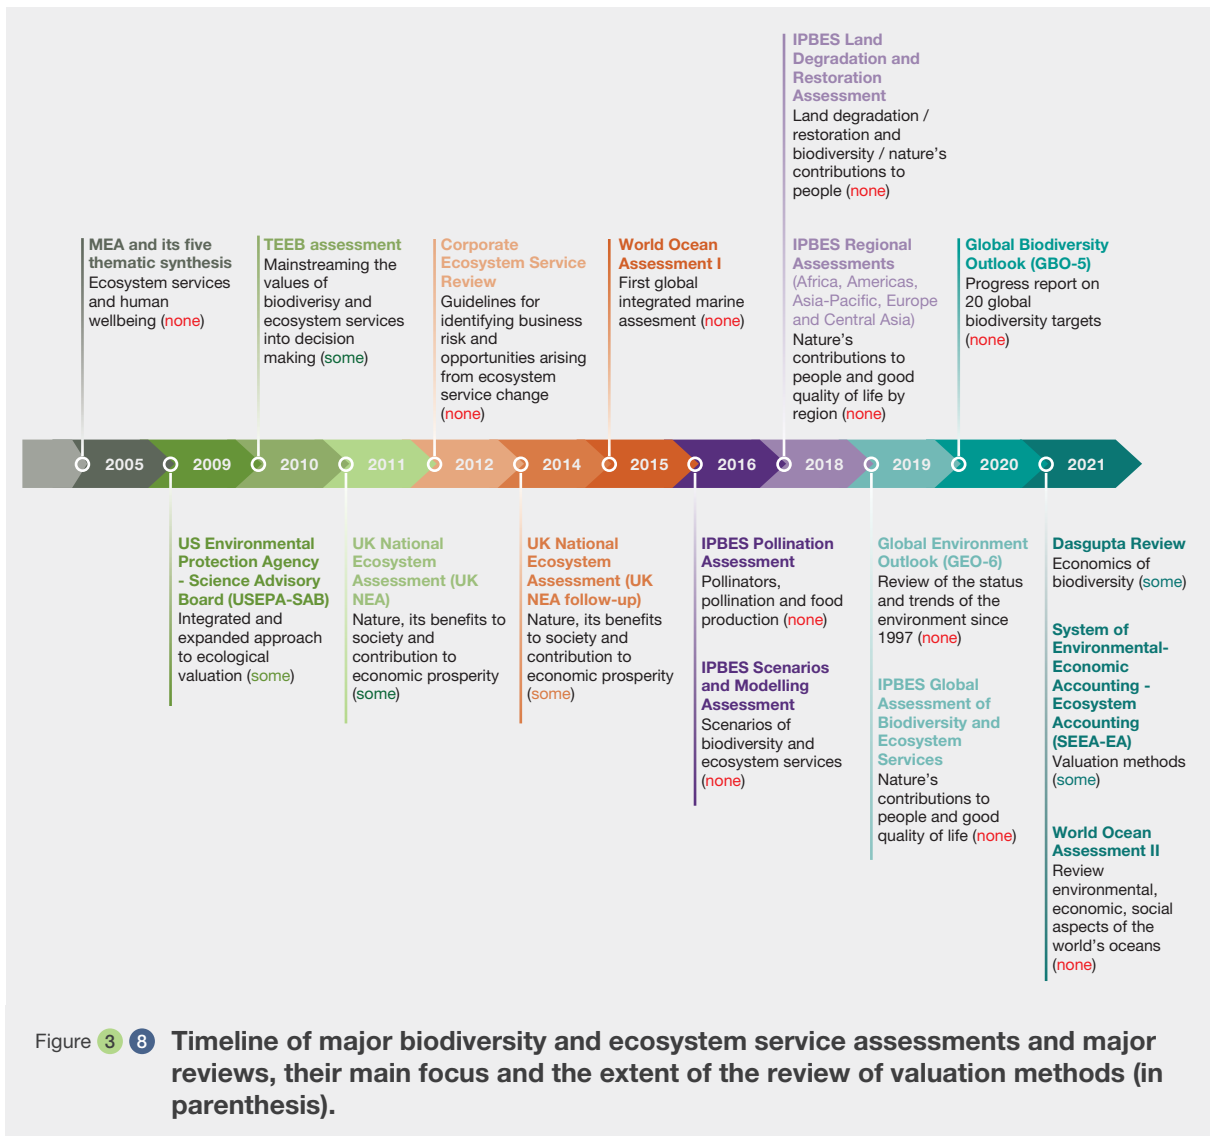 IPBES Land
Degradation and
Restoration
Assessment
Land degradation /
restoration and
biodiversity / nature's
contributions to
people (none)
MEA and its five
thematic synthesis
Ecosystem services
and human
wellbeing (none)
TEEB assessment
Mainstreaming the
values of
biodiverisy and
ecosystem services
into decision
making (some)
Corporate
Ecosystem Service
Review
Guidelines for
identifying business
risk and
opportunities arising
from ecosystem
service change
(none)
World Ocean
Assessment I
First global
integrated marine
assesment (none)
IPBES Regional
Assessments
(Africa, Americas,
Asia-Pacific, Europe
and Central Asia)
Nature's
contributions to
people and good
quality of life by
region (none)
Global Biodiversity
Outlook (GBO-5)
Progress report on
20 global
biodiversity targets
(none)
2005 2009 2010 2011 2012 2014 2015 2016 2018 2019 2020 2021
US Environmental
Protection Agency
- Science Advisory
Board (USEPA-SAB)
Integrated and
expanded approach
to ecological
valuation (some)
UK National
Ecosystem
Assessment (UK
NEA)
Nature, its benefits to
society and
contribution to
economic prosperity
(some)
UK National
Ecosystem
Assessment (UK
NEA follow-up)
Nature, its benefits
to society and
contribution to
economic prosperity
(some)
IPBES Pollination
Assessment
Pollinators,
pollination and food
production (none)
IPBES Scenarios
and Modelling
Assessment
Scenarios of
biodiversity and
ecosystem services
(none)
Global Environment
Outlook (GEO-6)
Review of the status
and trends of the
environment since
1997 (none)
IPBES Global
Assessment of
Biodiversity and
Ecosystem
Services
Nature's
contributions to
people and good
quality of life (none)
Dasgupta Review
Economics of
biodiversity (some)
System of
Environmental-
Economic
Accounting -
Ecosystem
Accounting
(SEEA-EA)
Valuation methods
(some)
World Ocean
Assessment II
Review
environmental,
economic, social
aspects of the
world's oceans
(none)
Figure 3 8 Timeline of major biodiversity and ecosystem service assessments and major
reviews, their main focus and the extent of the review of valuation methods (in
parenthesis).